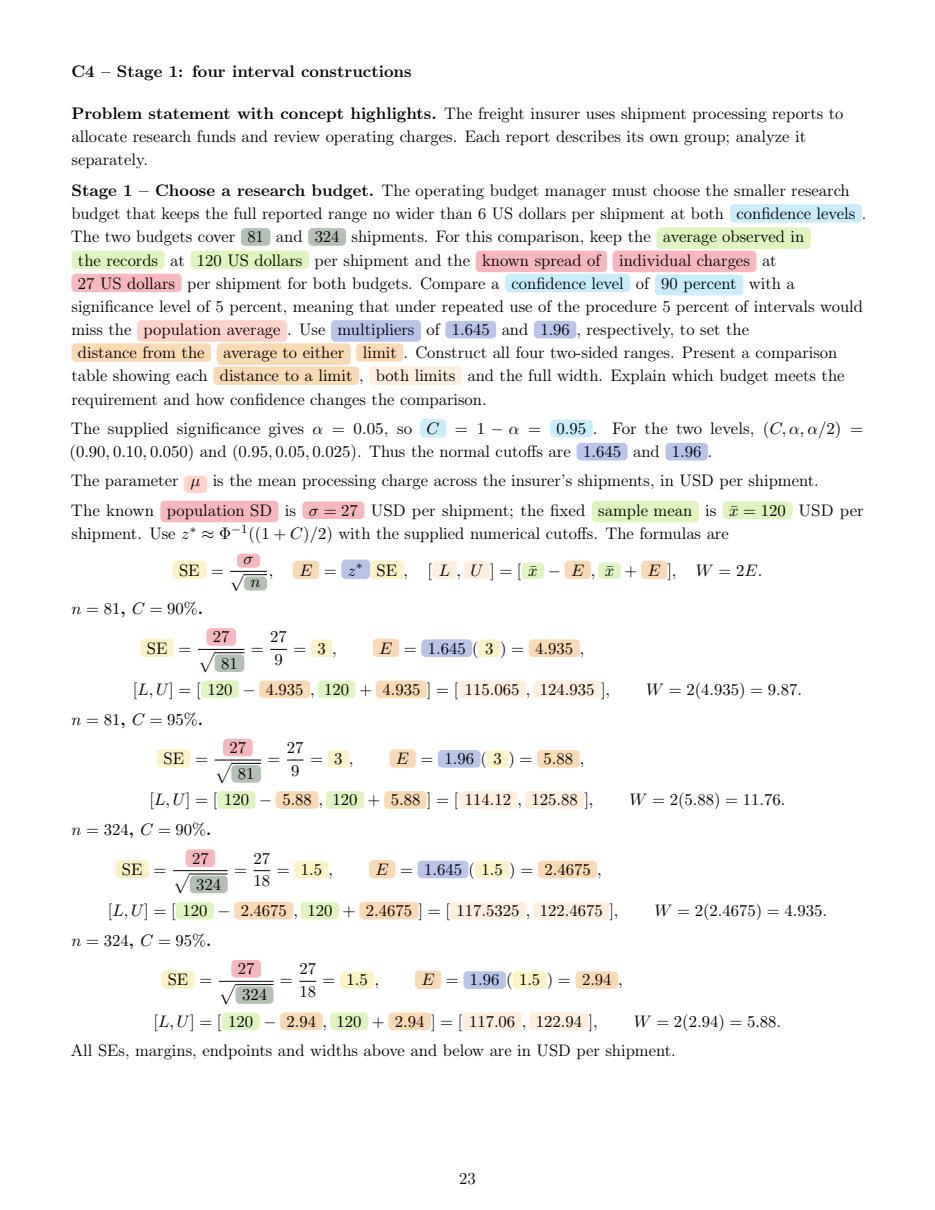 C4 – Stage 1: four interval constructions
Problem statement with concept highlights. The freight insurer uses shipment processing reports to
allocate research funds and review operating charges. Each report describes its own group; analyze it
separately.
Stage 1 – Choose a research budget. The operating budget manager must choose the smaller research
budget that keeps the full reported range no wider than 6 US dollars per shipment at both confidence levels .
The two budgets cover 81 and 324 shipments. For this comparison, keep the average observed in
the records at 120 US dollars per shipment and the known spread of individual charges at
27 US dollars per shipment for both budgets. Compare a confidence level of 90 percent with a
significance level of 5 percent, meaning that under repeated use of the procedure 5 percent of intervals would
miss the population average . Use multipliers of 1.645 and 1.96 , respectively, to set the
distance from the average to either limit . Construct all four two-sided ranges. Present a comparison
table showing each distance to a limit , both limits and the full width. Explain which budget meets the
requirement and how confidence changes the comparison.
The supplied significance gives α = 0.05, so C = 1 − α = 0.95 . For the two levels, (C, α, α/2) =
(0.90, 0.10, 0.050) and (0.95, 0.05, 0.025). Thus the normal cutoffs are 1.645 and 1.96 .
The parameter μ is the mean processing charge across the insurer's shipments, in USD per shipment.
The known population SD is σ = 27 USD per shipment; the fixed sample mean is x̄ = 120 USD per
shipment. Use z* ≈ Φ⁻¹((1 + C)/2) with the supplied numerical cutoffs. The formulas are
SE = σ/√n, E = z* SE , [ L , U ] = [ x̄ − E , x̄ + E ], W = 2E.
n = 81, C = 90%.
SE = 27/√81 = 27/9 = 3 , E = 1.645 ( 3 ) = 4.935 ,
[L, U] = [ 120 − 4.935 , 120 + 4.935 ] = [ 115.065 , 124.935 ], W = 2(4.935) = 9.87.
n = 81, C = 95%.
SE = 27/√81 = 27/9 = 3 , E = 1.96 ( 3 ) = 5.88 ,
[L, U] = [ 120 − 5.88 , 120 + 5.88 ] = [ 114.12 , 125.88 ], W = 2(5.88) = 11.76.
n = 324, C = 90%.
SE = 27/√324 = 27/18 = 1.5 , E = 1.645 ( 1.5 ) = 2.4675 ,
[L, U] = [ 120 − 2.4675 , 120 + 2.4675 ] = [ 117.5325 , 122.4675 ], W = 2(2.4675) = 4.935.
n = 324, C = 95%.
SE = 27/√324 = 27/18 = 1.5 , E = 1.96 ( 1.5 ) = 2.94 ,
[L, U] = [ 120 − 2.94 , 120 + 2.94 ] = [ 117.06 , 122.94 ], W = 2(2.94) = 5.88.
All SEs, margins, endpoints and widths above and below are in USD per shipment.
23